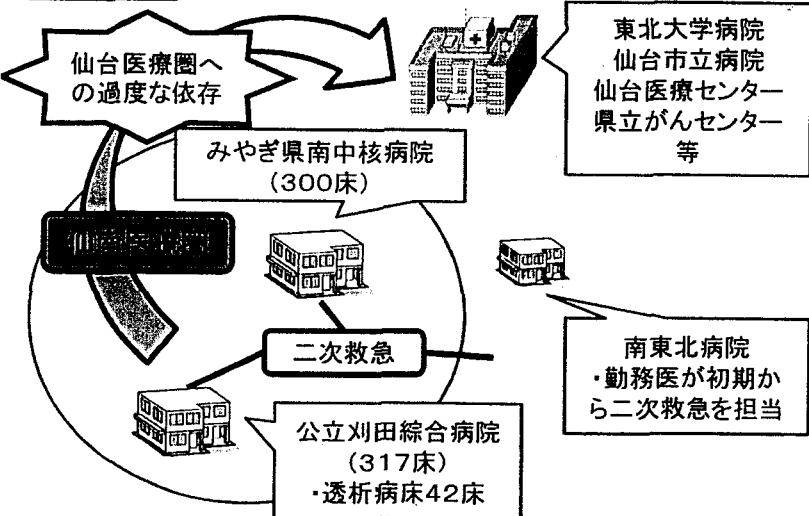 仙台医療圏へ
の過度な依存
東北大学病院
仙台市立病院
仙台医療センター
県立がんセンター
等
みやぎ県南中核病院
(300床)
二次救急
南東北病院
・勤務医が初期か
ら二次救急を担当
公立刈田綜合病院
(317床)
・透析病床42床